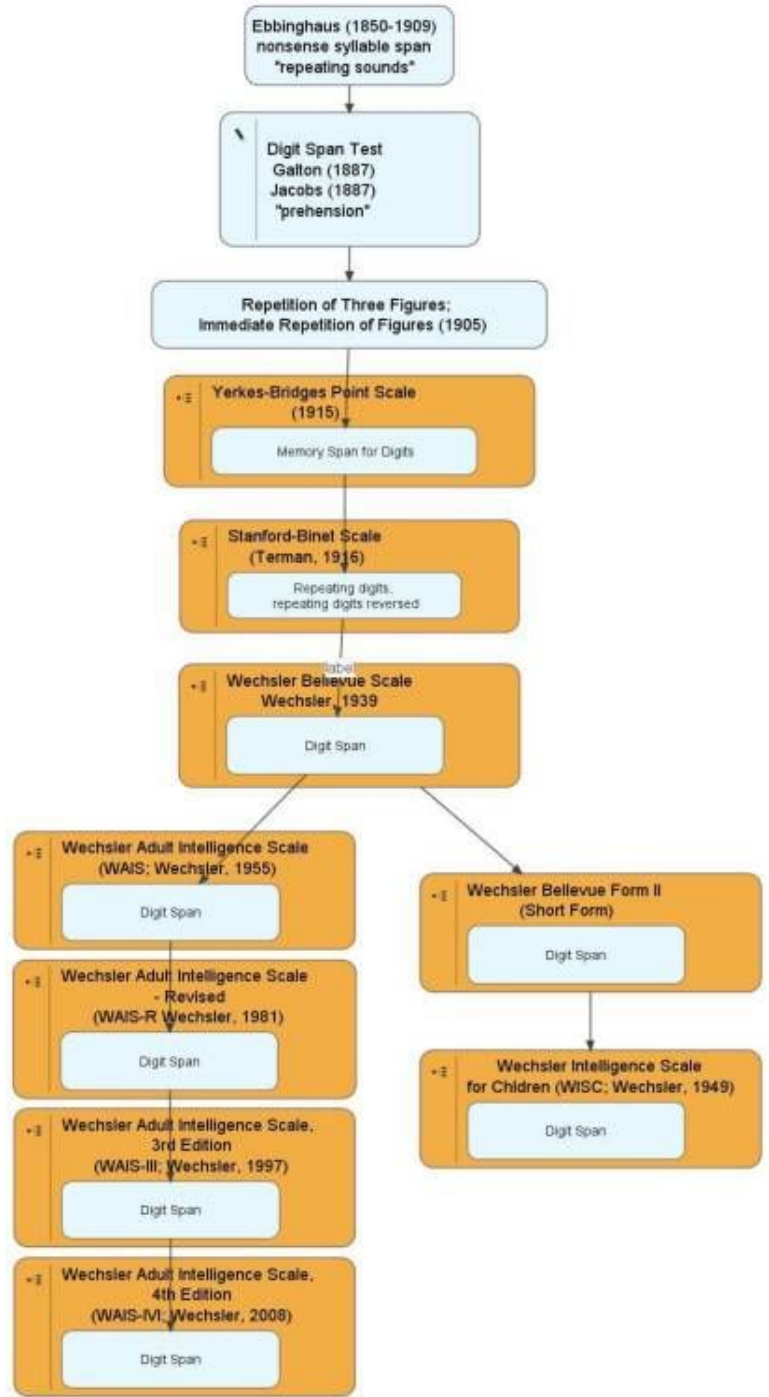 Ebbinghaus (1850-1909)
nonsense syllable span
"repeating sounds"
Digit Span Test
Galton (1887)
Jacobs (1887)
"prehension"
Repetition of Three Figures;
Immediate Repetition of Figures (1905)
Yerkes-Bridges Point Scale
(1915)
Memory Span for Digits
Stanford-Binet Scale
(Terman, 1916)
Repeating digits,
repeating digits reversed
label
Wechsler Bellevue Scale
Wechsler, 1939
Digit Span
Wechsler Adult Intelligence Scale
(WAIS; Wechsler, 1955)
Digit Span
Wechsler Adult Intelligence Scale
- Revised
(WAIS-R Wechsler, 1981)
Digit Span
Wechsler Adult Intelligence Scale,
3rd Edition
(WAIS-III; Wechsler, 1997)
Digit Span
Wechsler Adult Intelligence Scale,
4th Edition
(WAIS-IVI; Wechsler, 2008)
Digit Span
Wechsler Bellevue Form II
(Short Form)
Digit Span
Wechsler Intelligence Scale
for Chidren (WISC; Wechsler, 1949)
Digit Span